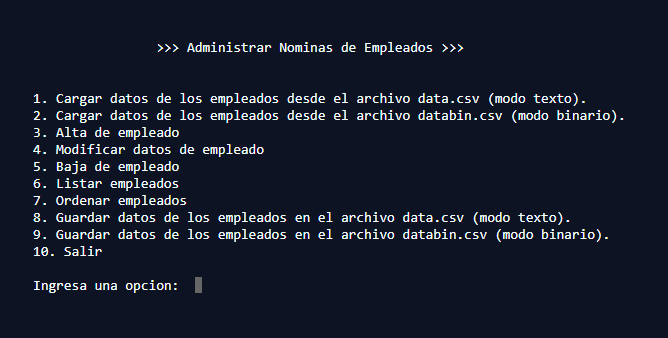 >>> Administrar Nominas de Empleados >>>
1. Cargar datos de los empleados desde el archivo data.csv (modo texto).
2. Cargar datos de los empleados desde el archivo databin.csv (modo binario).
3. Alta de empleado
4. Modificar datos de empleado
5. Baja de empleado
6. Listar empleados
7. Ordenar empleados
8. Guardar datos de los empleados en el archivo data.csv (modo texto).
9. Guardar datos de los empleados en el archivo databin.csv (modo binario).
10. Salir
Ingresa una opcion: